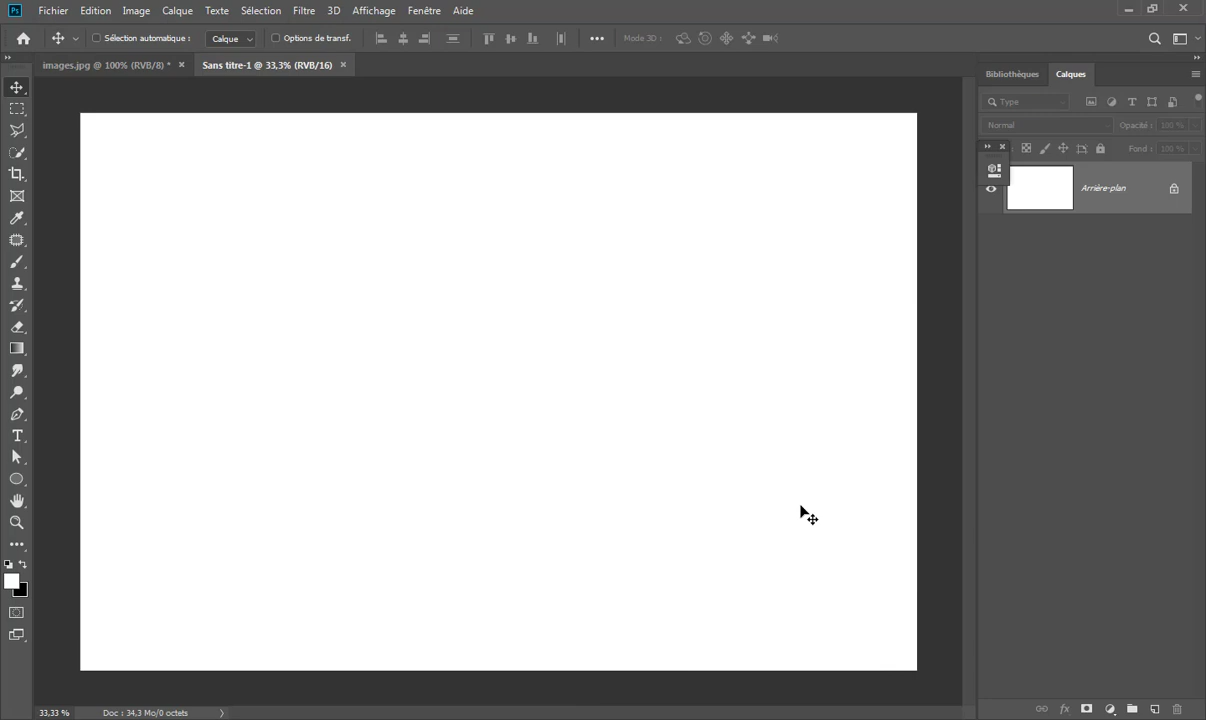 Ps Fichier Edition Image Calque Texte Sélection Filtre 3D Affichage Fenêtre Aide
Sélection automatique : Calque Options de transf. Mode 3D :
images.jpg @ 100% (RVB/8) * Sans titre-1 @ 33,3% (RVB/16)
Bibliothèques Calques
Type
Normal Opacité : 100 %
Fond : 100 %
Arrière-plan
33,33 % Doc : 34,3 Mo/0 octets